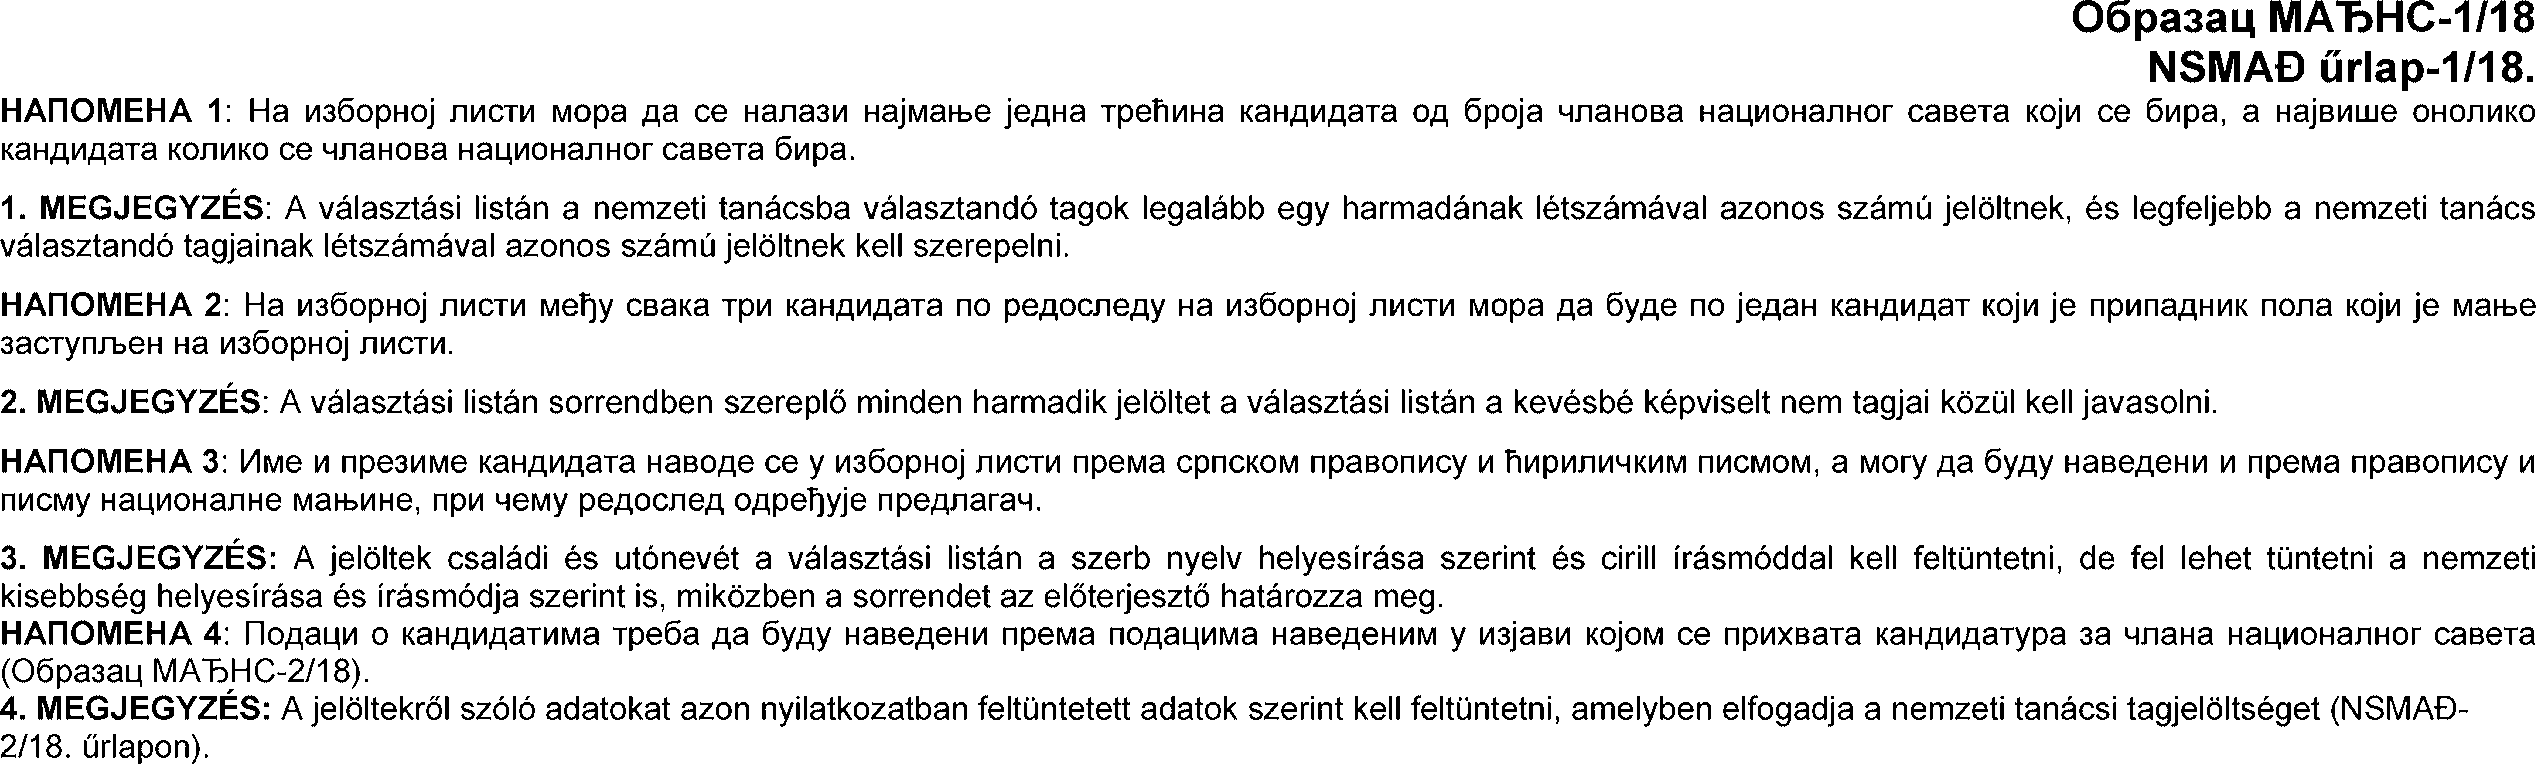 Образац МАЂНС-1/18
NSMAĐ űrlap-1/18.
НАПОМЕНА 1: На изборној листи мора да се налази најмање једна трећина кандидата од броја чланова националног савета који се бира, а највише онолико
кандидата колико се чланова националног савета бира.
1. MEGJEGYZÉS: A választási listán a nemzeti tanácsba választandó tagok legalább egy harmadának létszámával azonos számú jelöltnek, és legfeljebb a nemzeti tanács
választandó tagjainak létszámával azonos számú jelöltnek kell szerepelni.
НАПОМЕНА 2: На изборној листи међу свака три кандидата по редоследу на изборној листи мора да буде по један кандидат који је припадник пола који је мање
заступљен на изборној листи.
2. MEGJEGYZÉS: A választási listán sorrendben szereplő minden harmadik jelöltet a választási listán a kevésbé képviselt nem tagjai közül kell javasolni.
НАПОМЕНА 3: Име и презиме кандидата наводе се у изборној листи према српском правопису и ћириличким писмом, а могу да буду наведени и према правопису и
писму националне мањине, при чему редослед одређује предлагач.
3. MEGJEGYZÉS: A jelöltek családi és utónevét a választási listán a szerb nyelv helyesírása szerint és cirill írásmóddal kell feltüntetni, de fel lehet tüntetni a nemzeti
kisebbség helyesírása és írásmódja szerint is, miközben a sorrendet az előterjesztő határozza meg.
НАПОМЕНА 4: Подаци о кандидатима треба да буду наведени према подацима наведеним у изјави којом се прихвата кандидатура за члана националног савета
(Образац МАЂНС-2/18).
4. MEGJEGYZÉS: A jelöltekről szóló adatokat azon nyilatkozatban feltüntetett adatok szerint kell feltüntetni, amelyben elfogadja a nemzeti tanácsi tagjelöltséget (NSMAĐ-
2/18. űrlapon).